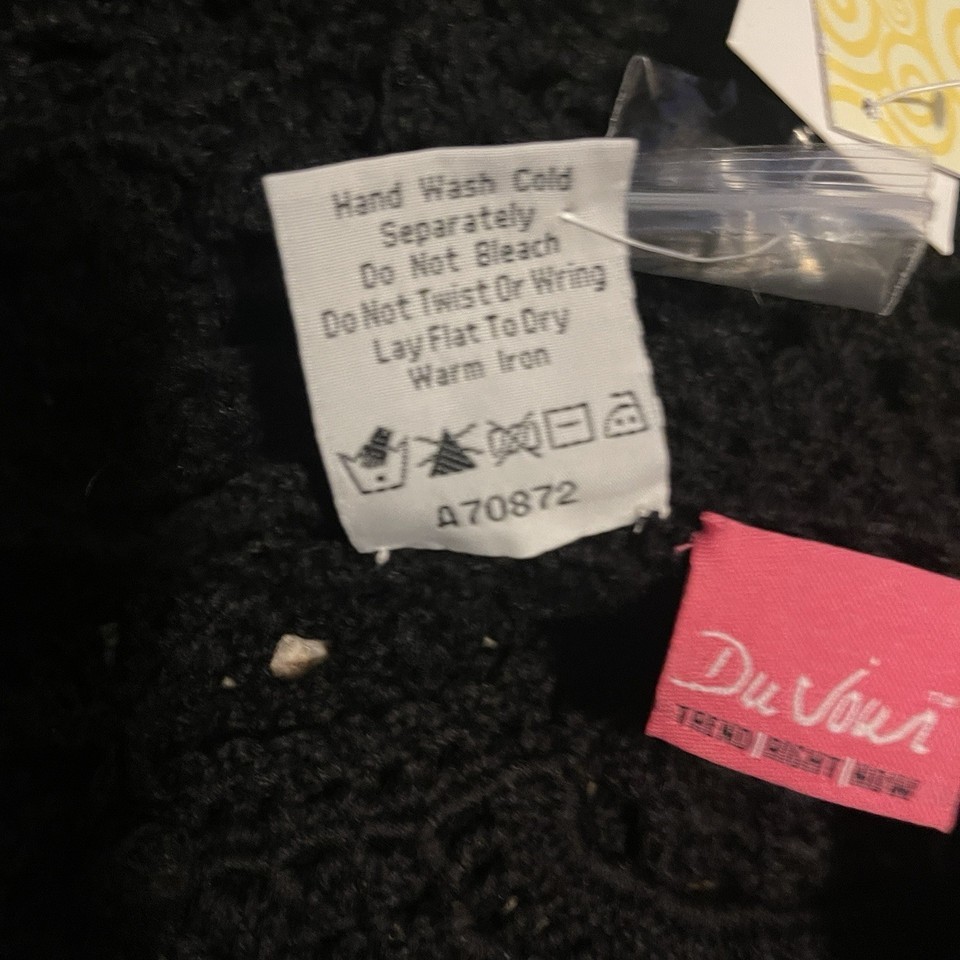 Hand Wash Cold
Separately
Do Not Bleach
Do Not Twist Or Wring
Lay Flat To Dry
Warm Iron
A70872
Du Jour ™
TREND | RIGHT | NOW